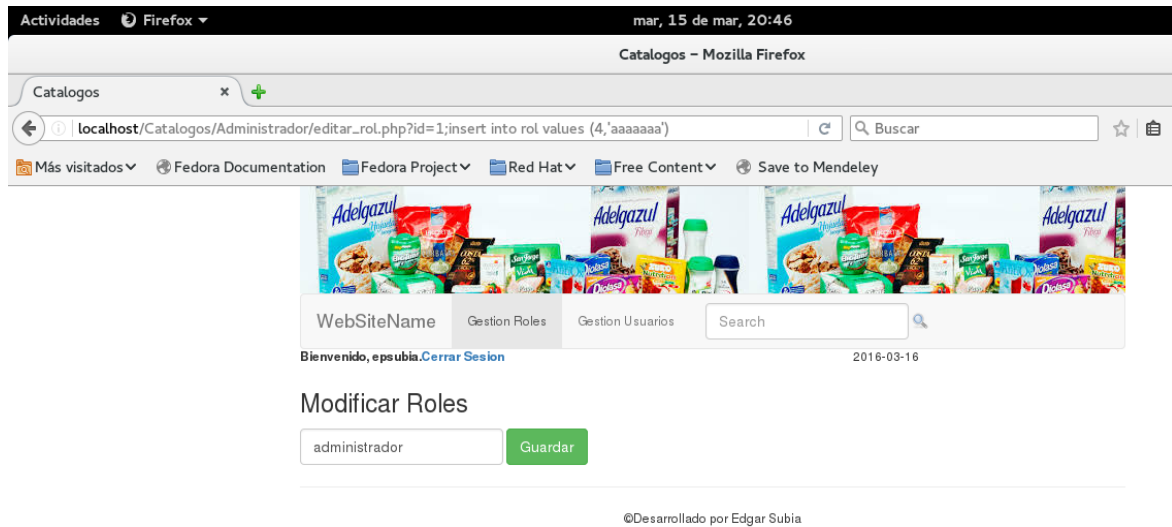 Actividades Firefox mar, 15 de mar, 20:46
Catalogos – Mozilla Firefox
Catalogos
localhost/Catalogos/Administrador/editar_rol.php?id=1;insert into rol values (4,'aaaaaaa') Buscar
Más visitados Fedora Documentation Fedora Project Red Hat Free Content Save to Mendeley
Adelgazul Adelgazul Adelgazul Adelgazul
WebSiteName Gestion Roles Gestion Usuarios Search
Bienvenido, epsubia.Cerrar Sesion 2016-03-16
Modificar Roles
administrador Guardar
©Desarrollado por Edgar Subia